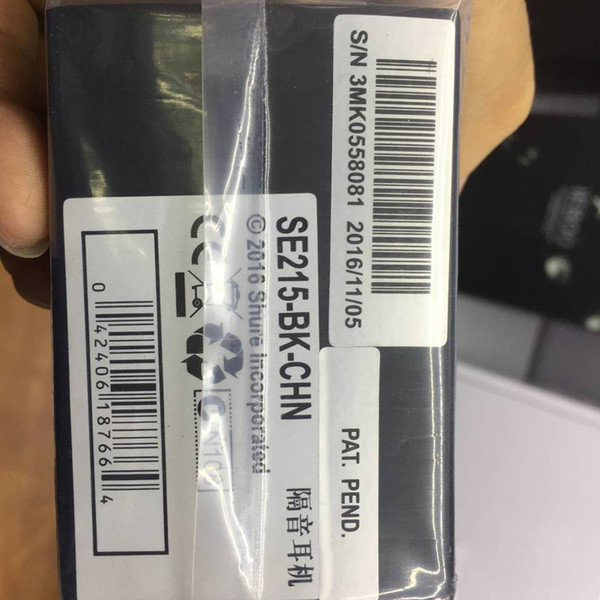 S/N 3MK0558081 2016/11/05
PAT. PEND.
SE215-BK-CHN 隔音耳机
© 2016 Shure Incorporated
0 42406 18766 4